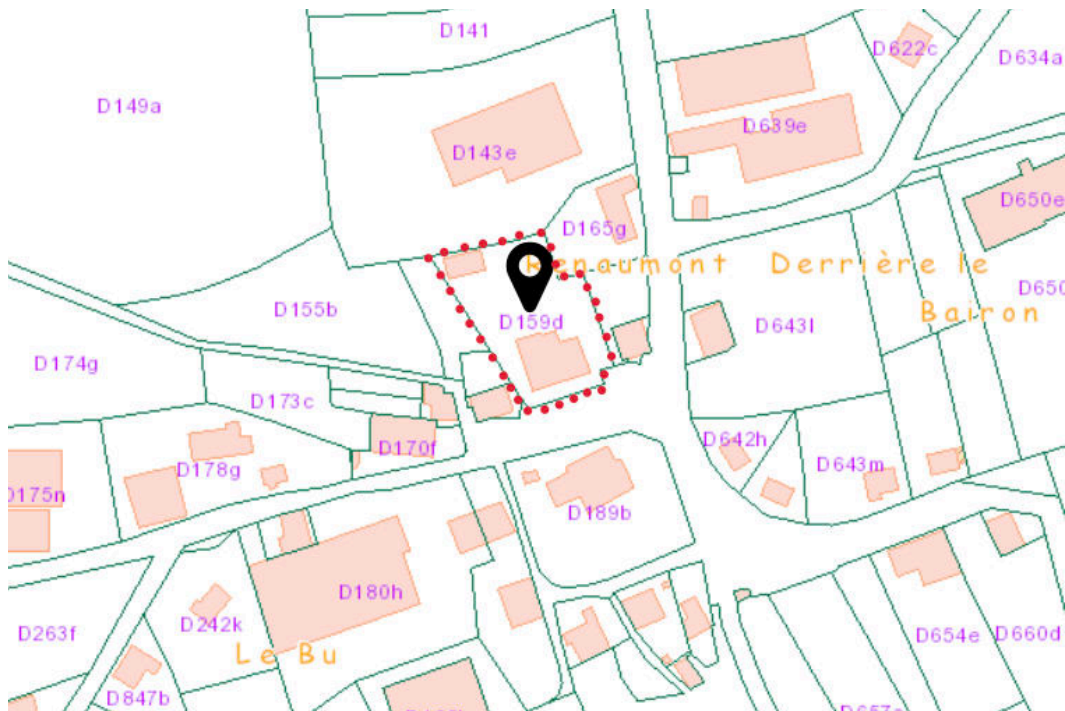 D141
D622c
D634a
D149a
D639e
D143e
D650e
D165g
Renaumont Derrière le
Bairon
D155b
D159d
D643l
D174g
D173c
D642h
D170f
D643m
D178g
D175n
D189b
D180h
D242k
D263f
D654e
D660d
Le Bu
D847b